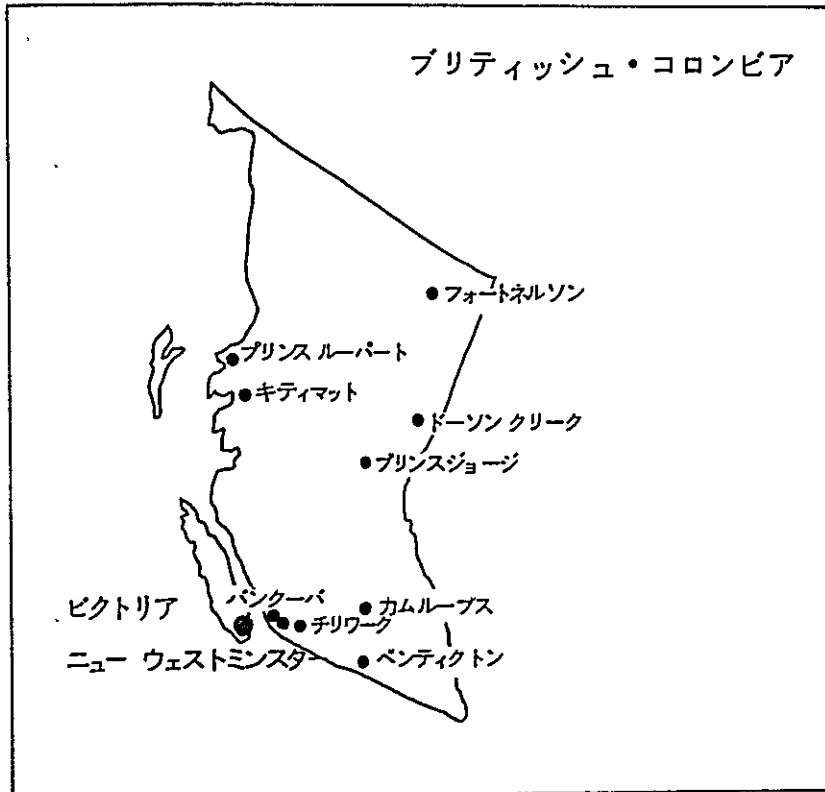 ブリティッシュ・コロンビア
フォートネルソン
プリンス ルーパート
キティマット
ドーソン クリーク
プリンスジョージ
ビクトリア
バンクーバ
カムループス
チリワーク
ニュー ウェストミンスター
ペンティクトン